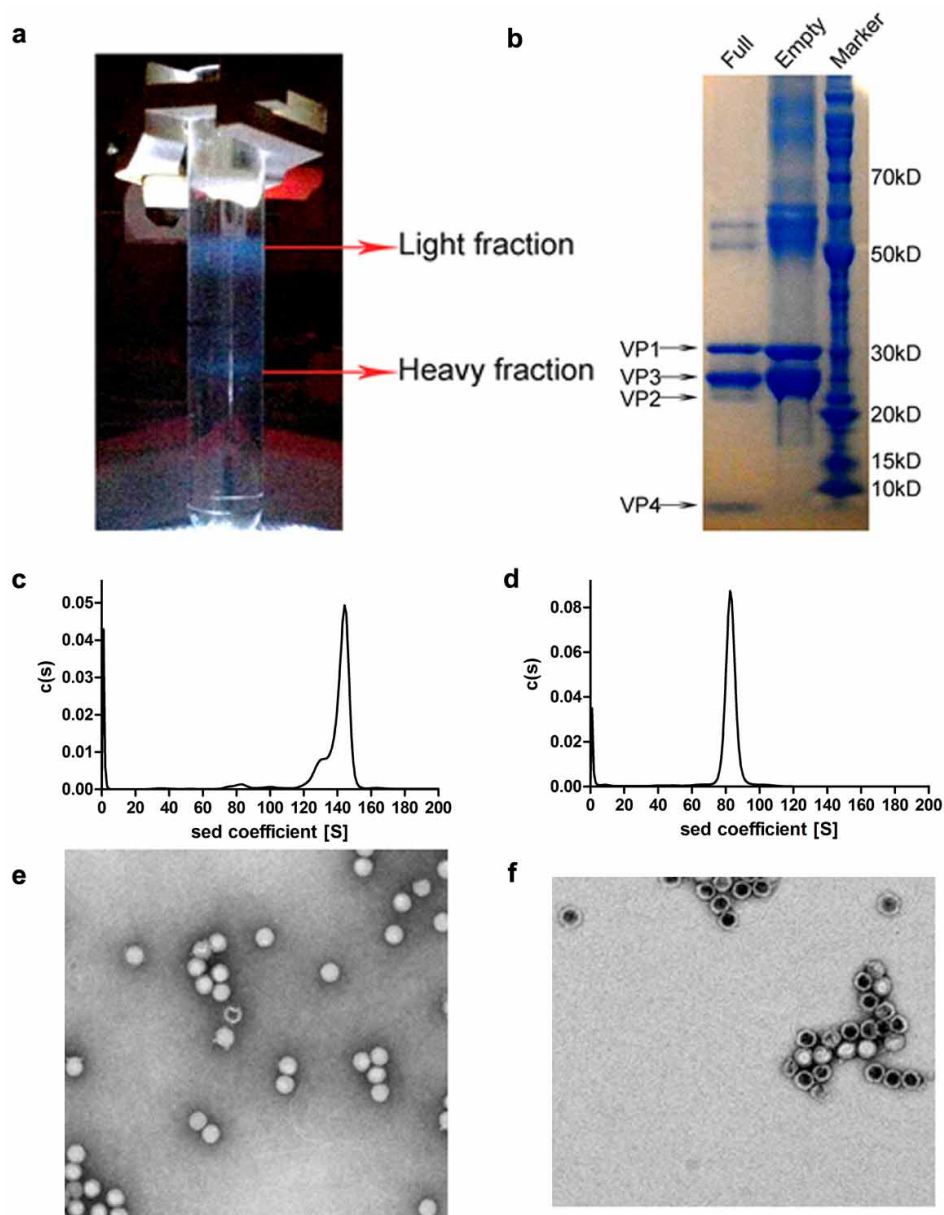 a
Light fraction
Heavy fraction
b
Full Empty Marker
70kD
50kD
VP1 30kD
VP3
VP2 20kD
15kD
10kD
VP4
c
c(s)
0.05
0.04
0.03
0.02
0.01
0.00
0 20 40 60 80 100 120 140 160 180 200
sed coefficient [S]
d
c(s)
0.08
0.06
0.04
0.02
0.00
0 20 40 60 80 100 120 140 160 180 200
sed coefficient [S]
e
f